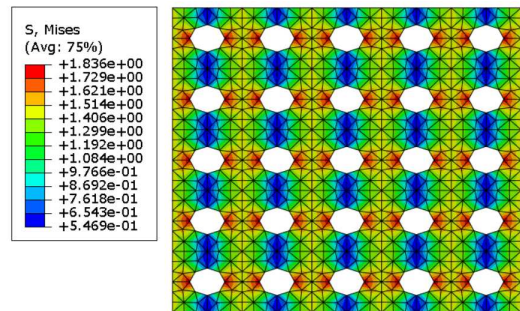 S, Mises
(Avg: 75%)
+1.836e+00
+1.729e+00
+1.621e+00
+1.514e+00
+1.406e+00
+1.299e+00
+1.192e+00
+1.084e+00
+9.766e-01
+8.692e-01
+7.618e-01
+6.543e-01
+5.469e-01